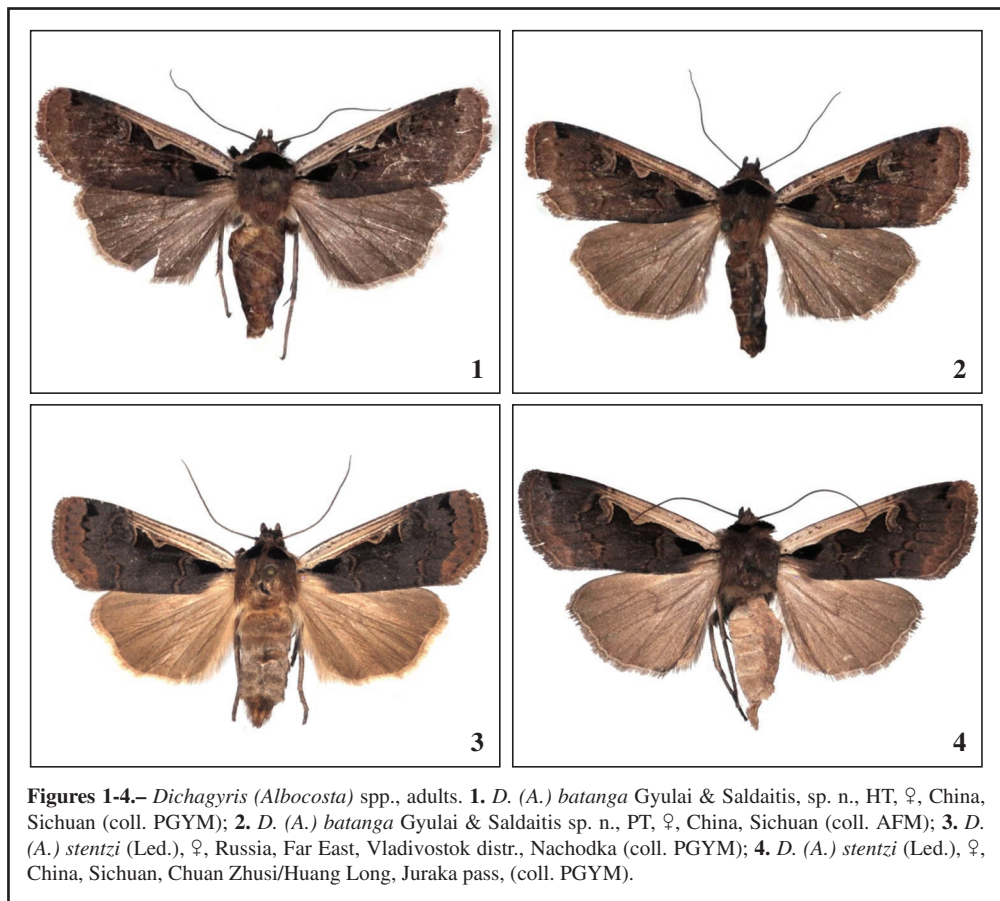 1
2
3
4
Figures 1-4.– Dichagyris (Albocosta) spp., adults. 1. D. (A.) batanga Gyulai & Saldaitis, sp. n., HT, ♀, China,
Sichuan (coll. PGYM); 2. D. (A.) batanga Gyulai & Saldaitis sp. n., PT, ♀, China, Sichuan (coll. AFM); 3. D.
(A.) stentzi (Led.), ♀, Russia, Far East, Vladivostok distr., Nachodka (coll. PGYM); 4. D. (A.) stentzi (Led.), ♀,
China, Sichuan, Chuan Zhusi/Huang Long, Juraka pass, (coll. PGYM).